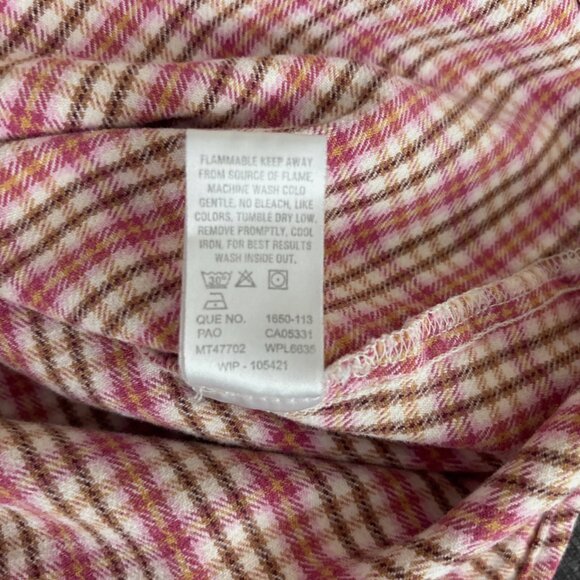 FLAMMABLE KEEP AWAY
FROM SOURCE OF FLAME,
MACHINE WASH COLD
GENTLE, NO BLEACH, LIKE
COLORS, TUMBLE DRY LOW,
REMOVE PROMPTLY, COOL
IRON, FOR BEST RESULTS
WASH INSIDE OUT.
30°
QUE NO. 1650-113
PAO CA05331
MT47702 WPL6635
WIP - 105421